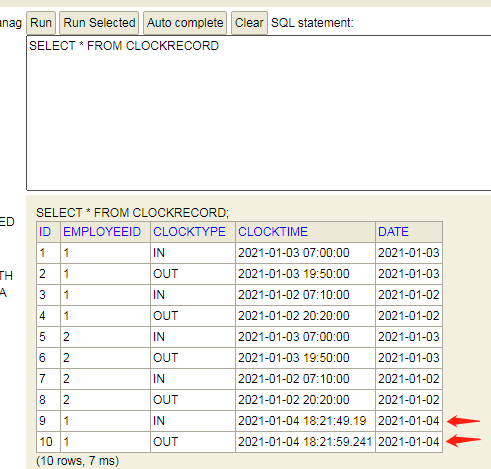 anag Run Run Selected Auto complete Clear SQL statement:
SELECT * FROM CLOCKRECORD
ED
TH
A
SELECT * FROM CLOCKRECORD;
ID EMPLOYEEID CLOCKTYPE CLOCKTIME DATE
1 1 IN 2021-01-03 07:00:00 2021-01-03
2 1 OUT 2021-01-03 19:50:00 2021-01-03
3 1 IN 2021-01-02 07:10:00 2021-01-02
4 1 OUT 2021-01-02 20:20:00 2021-01-02
5 2 IN 2021-01-03 07:00:00 2021-01-03
6 2 OUT 2021-01-03 19:50:00 2021-01-03
7 2 IN 2021-01-02 07:10:00 2021-01-02
8 2 OUT 2021-01-02 20:20:00 2021-01-02
9 1 IN 2021-01-04 18:21:49.19 2021-01-04
10 1 OUT 2021-01-04 18:21:59.241 2021-01-04
(10 rows, 7 ms)